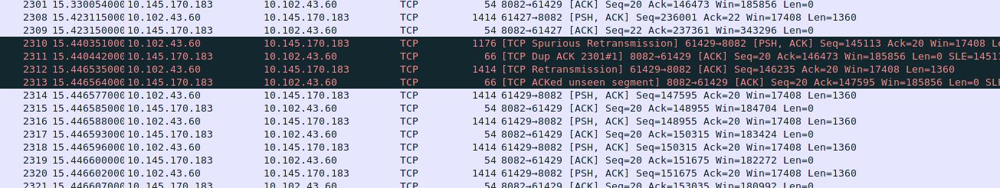 2301 15.330054000 10.145.170.183 10.102.43.60 TCP 54 8082→61429 [ACK] Seq=20 Ack=146473 Win=185856 Len=0
2308 15.423115000 10.102.43.60 10.145.170.183 TCP 1414 61427→8082 [PSH, ACK] Seq=236001 Ack=22 Win=17408 Len=1360
2309 15.423150000 10.145.170.183 10.102.43.60 TCP 54 8082→61427 [ACK] Seq=22 Ack=237361 Win=343296 Len=0
2310 15.440351000 10.102.43.60 10.145.170.183 TCP 1176 [TCP Spurious Retransmission] 61429→8082 [PSH, ACK] Seq=145113 Ack=20 Win=17408 Le
2311 15.440442000 10.145.170.183 10.102.43.60 TCP 66 [TCP Dup ACK 2301#1] 8082→61429 [ACK] Seq=20 Ack=146473 Win=185856 Len=0 SLE=1451
2312 15.446535000 10.102.43.60 10.145.170.183 TCP 1414 [TCP Retransmission] 61429→8082 [PSH, ACK] Seq=146235 Ack=20 Win=17408 Len=1360
2313 15.446564000 10.145.170.183 10.102.43.60 TCP 66 [TCP ACKed unseen segment] 8082→61429 [ACK] Seq=20 Ack=147595 Win=185856 Len=0 SLE
2314 15.446577000 10.102.43.60 10.145.170.183 TCP 1414 61429→8082 [PSH, ACK] Seq=147595 Ack=20 Win=17408 Len=1360
2315 15.446585000 10.145.170.183 10.102.43.60 TCP 54 8082→61429 [ACK] Seq=20 Ack=148955 Win=184704 Len=0
2316 15.446588000 10.102.43.60 10.145.170.183 TCP 1414 61429→8082 [PSH, ACK] Seq=148955 Ack=20 Win=17408 Len=1360
2317 15.446593000 10.145.170.183 10.102.43.60 TCP 54 8082→61429 [ACK] Seq=20 Ack=150315 Win=183424 Len=0
2318 15.446596000 10.102.43.60 10.145.170.183 TCP 1414 61429→8082 [PSH, ACK] Seq=150315 Ack=20 Win=17408 Len=1360
2319 15.446600000 10.145.170.183 10.102.43.60 TCP 54 8082→61429 [ACK] Seq=20 Ack=151675 Win=182272 Len=0
2320 15.446602000 10.102.43.60 10.145.170.183 TCP 1414 61429→8082 [PSH, ACK] Seq=151675 Ack=20 Win=17408 Len=1360
2321 15.446607000 10.145.170.183 10.102.43.60 TCP 54 8082→61429 [ACK] Seq=20 Ack=153035 Win=180992 Len=0